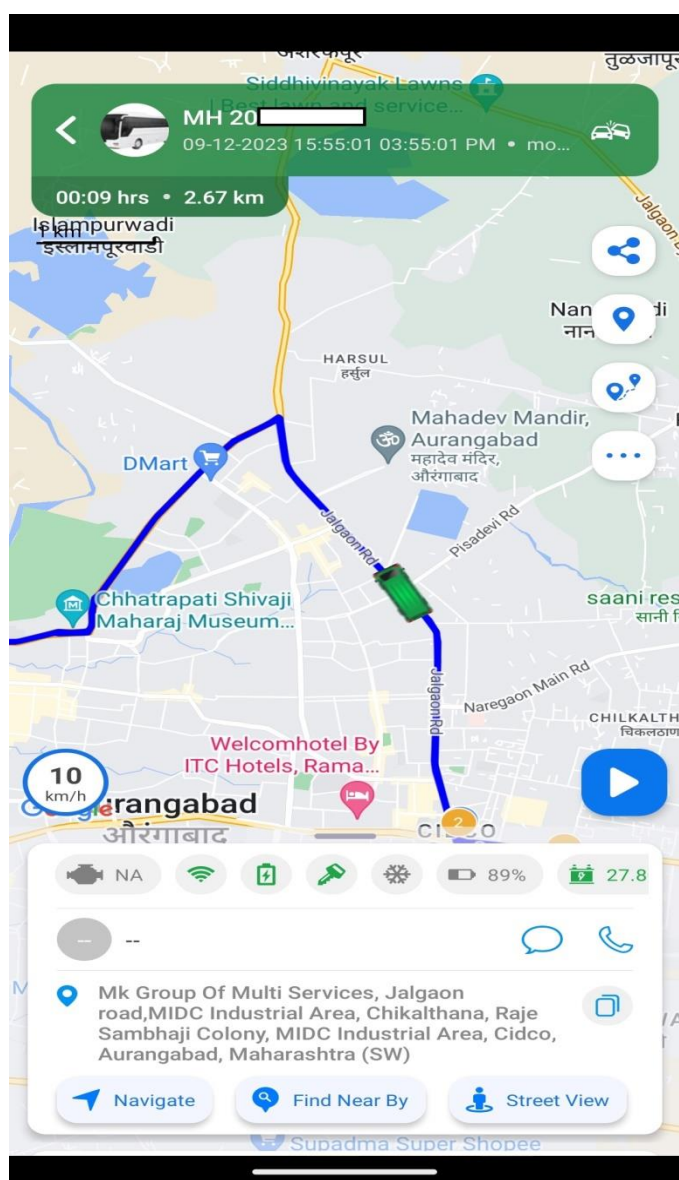 तुळजापू
Siddhivinayak Lawns
| Best lawn and service...
MH 20
09-12-2023 15:55:01 03:55:01 PM • mo...
00:09 hrs • 2.67 km
Jalgaon
Islampurwadi
1 km
इस्लामपूरवाडी
HARSUL
हर्सुल
Mahadev Mandir,
Aurangabad
महादेव मंदिर,
औरंगाबाद
DMart
Jalgaon Rd
Pisadevi Rd
Chhatrapati Shivaji
Maharaj Museum...
saani res
सानी
Jalgaon Rd
Naregaon Main Rd
CHILKALTH
चिकलठाण
Welcomhotel By
ITC Hotels, Rama...
10
km/h
Google
rangabad
औरंगाबाद
2
CIDCO
NA
89%
27.8
-- --
Mk Group Of Multi Services, Jalgaon
road,MIDC Industrial Area, Chikalthana, Raje
Sambhaji Colony, MIDC Industrial Area, Cidco,
Aurangabad, Maharashtra (SW)
Navigate
Find Near By
Street View
Supadma Super Shopee